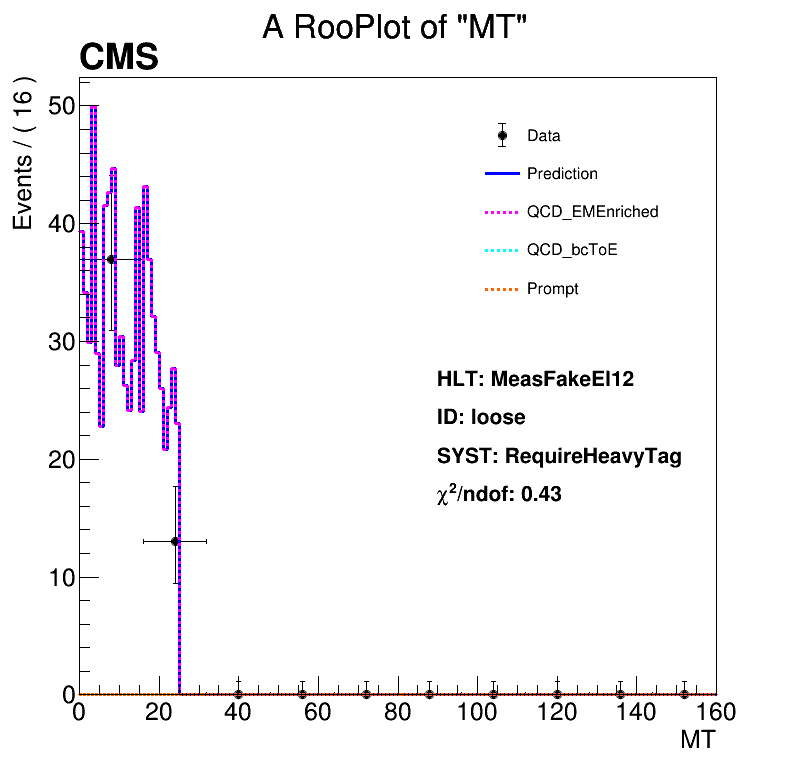 A RooPlot of "MT"
CMS
Events / ( 16 )
50
40
30
20
10
0
Data
Prediction
QCD_EMEnriched
QCD_bcToE
Prompt
HLT: MeasFakeEl12
ID: loose
SYST: RequireHeavyTag
χ²/ndof: 0.43
0 20 40 60 80 100 120 140 160
MT